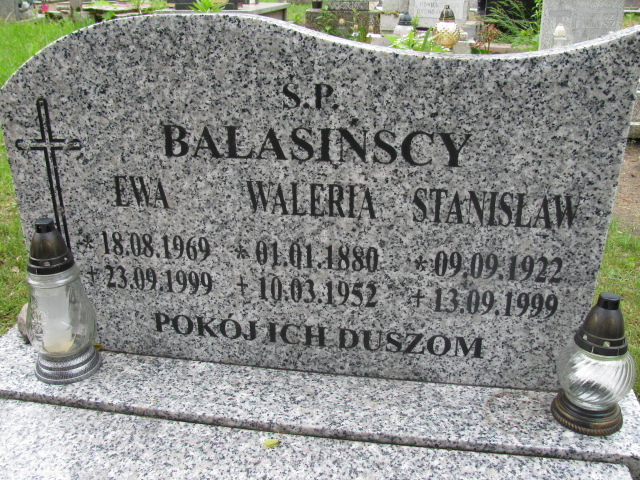 S.P.
BALASIŃSCY
EWA WALERIA STANISŁAW
* 18.08.1969 * 01.01.1880 * 09.09.1922
+ 23.09.1999 + 10.03.1952 + 13.09.1999
POKÓJ ICH DUSZOM